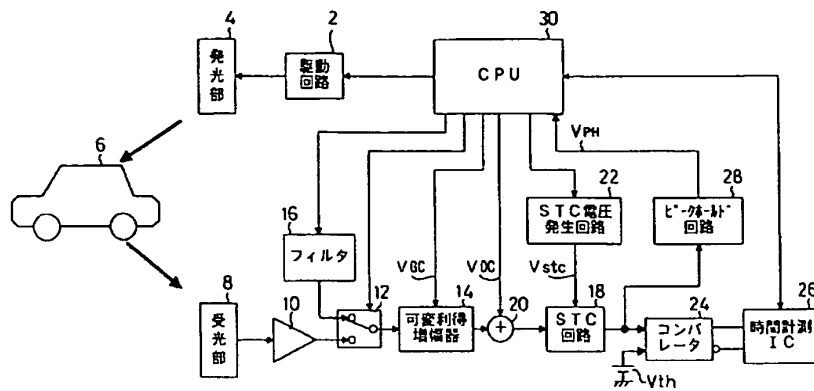 4
発光部
2
駆動
回路
30
CPU
6
VPH
16
フィルタ
22
STC電圧
発生回路
28
ピークホールド
回路
8
受光部
10
12
VGC
14
可変利得
増幅器
VDC
20
Vstc
18
STC
回路
24
コンパ
レータ
26
時間計測
IC
Vth